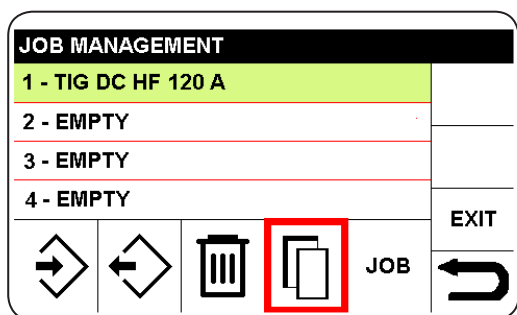 JOB MANAGEMENT
1 - TIG DC HF 120 A
2 - EMPTY
3 - EMPTY
4 - EMPTY
EXIT
JOB